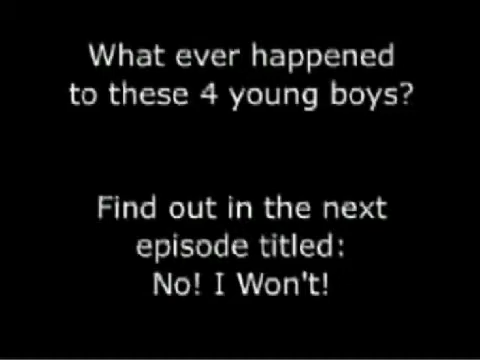 What ever happened
to these 4 young boys?
Find out in the next
episode titled:
No! I Won't!